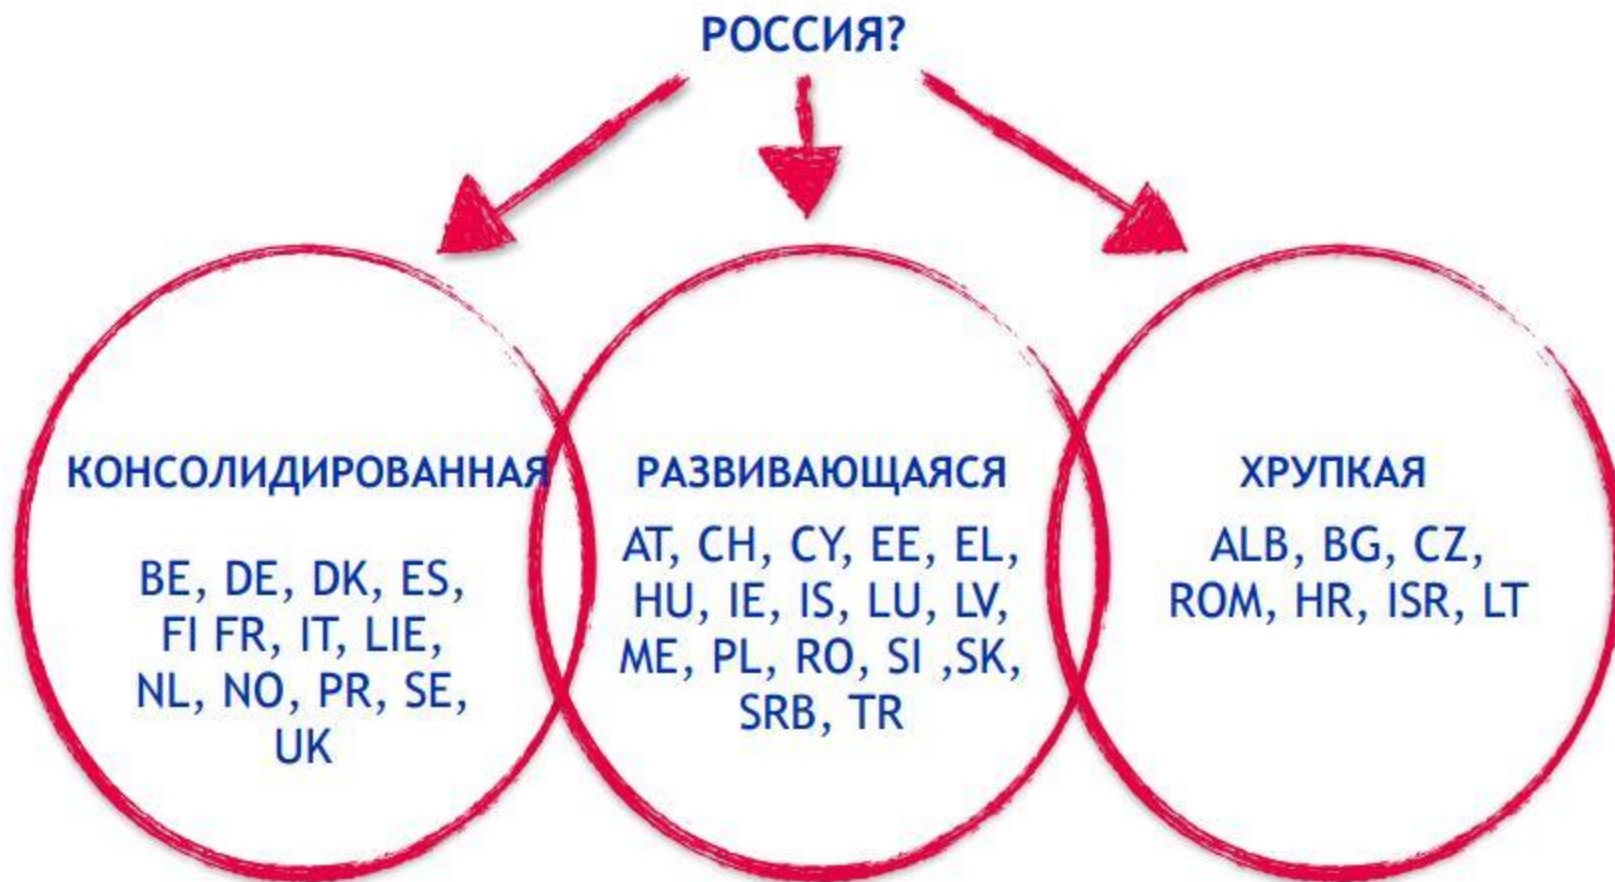 РОССИЯ?
КОНСОЛИДИРОВАННАЯ
BE, DE, DK, ES,
FI FR, IT, LIE,
NL, NO, PR, SE,
UK
РАЗВИВАЮЩАЯСЯ
AT, CH, CY, EE, EL,
HU, IE, IS, LU, LV,
ME, PL, RO, SI ,SK,
SRB, TR
ХРУПКАЯ
ALB, BG, CZ,
ROM, HR, ISR, LT